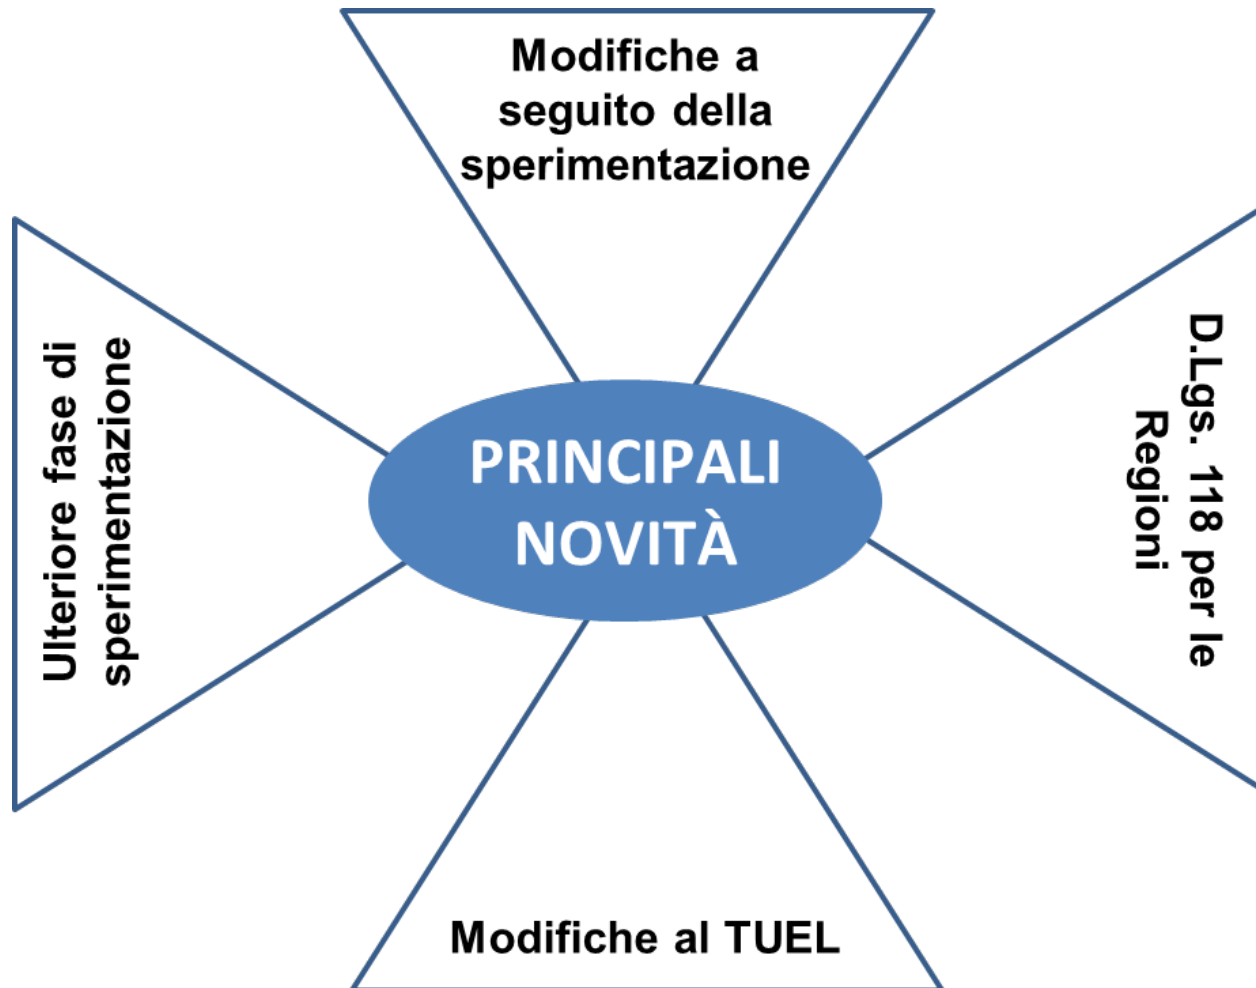 Modifiche a
seguito della
sperimentazione
Ulteriore fase di
sperimentazione
PRINCIPALI
NOVITÀ
D.Lgs. 118 per le
Regioni
Modifiche al TUEL